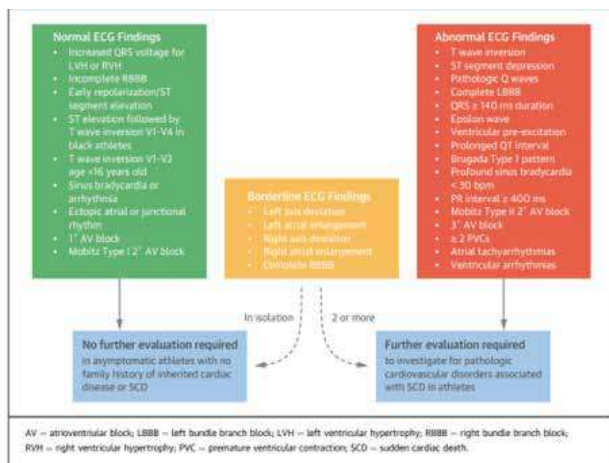 Normal ECG Findings
• Increased QRS voltage for
LVH or RVH
• Incomplete RBBB
• Early repolarization/ST
segment elevation
• ST elevation followed by
T wave inversion V1-V4 in
black athletes
• T wave inversion V1-V3
age <16 years old
• Sinus bradycardia or
arrhythmia
• Ectopic atrial or junctional
rhythm
• 1° AV block
• Mobitz Type I 2° AV block
Borderline ECG Findings
• Left axis deviation
• Left atrial enlargement
• Right axis deviation
• Right atrial enlargement
• Complete RBBB
Abnormal ECG Findings
• T wave inversion
• ST segment depression
• Pathologic Q waves
• Complete LBBB
• QRS ≥ 140 ms duration
• Epsilon wave
• Ventricular pre-excitation
• Prolonged QT interval
• Brugada Type 1 pattern
• Profound sinus bradycardia
< 30 bpm
• PR interval ≥ 400 ms
• Mobitz Type II 2° AV block
• 3° AV block
• ≥ 2 PVCs
• Atrial tachyarrhythmias
• Ventricular arrhythmias
In isolation
2 or more
No further evaluation required
in asymptomatic athletes with no
family history of inherited cardiac
disease or SCD
Further evaluation required
to investigate for pathologic
cardiovascular disorders associated
with SCD in athletes
AV = atrioventriular block; LBBB = left bundle branch block; LVH = left ventricular hypertrophy; RBBB = right bundle branch block;
RVH = right ventricular hypertrophy; PVC = premature ventricular contraction; SCD = sudden cardiac death.